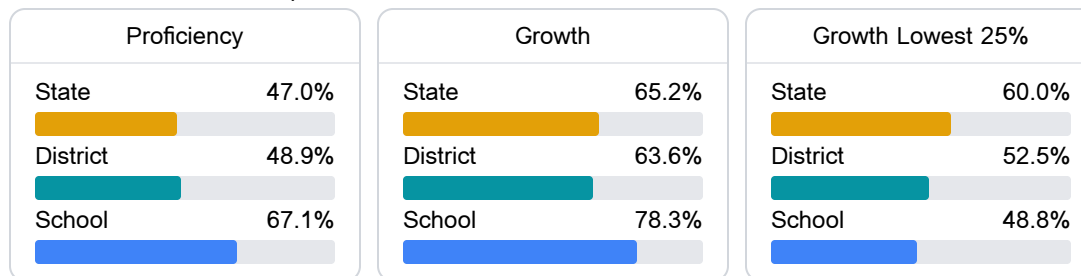 Proficiency
State 47.0%
District 48.9%
School 67.1%
Growth
State 65.2%
District 63.6%
School 78.3%
Growth Lowest 25%
State 60.0%
District 52.5%
School 48.8%